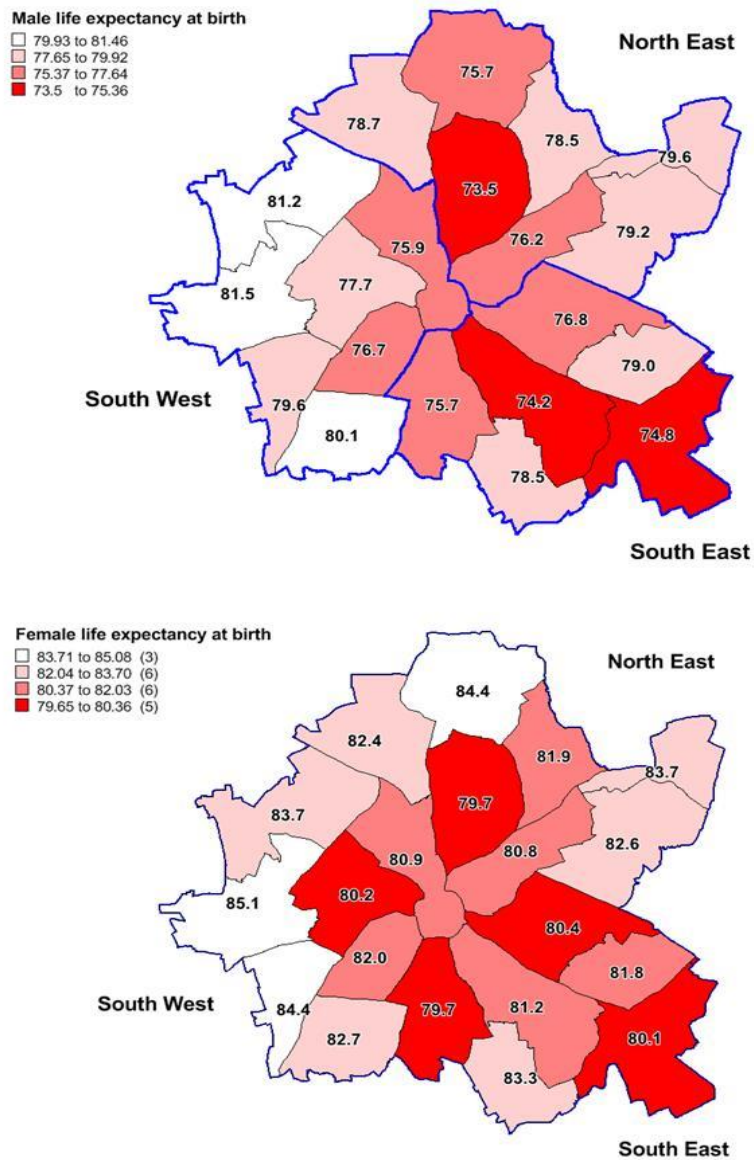 Male life expectancy at birth
79.93 to 81.46
77.65 to 79.92
75.37 to 77.64
73.5 to 75.36
North East
75.7
78.7
78.5
79.6
73.5
81.2
76.2
79.2
75.9
81.5
77.7
76.8
76.7
79.0
South West
79.6
74.2
75.7
80.1
74.8
78.5
South East
Female life expectancy at birth
83.71 to 85.08 (3)
82.04 to 83.70 (6)
80.37 to 82.03 (6)
79.65 to 80.36 (5)
North East
84.4
82.4
81.9
83.7
79.7
83.7
82.6
80.9
80.8
85.1
80.2
80.4
82.0
81.8
South West
84.4
79.7
81.2
82.7
80.1
83.3
South East